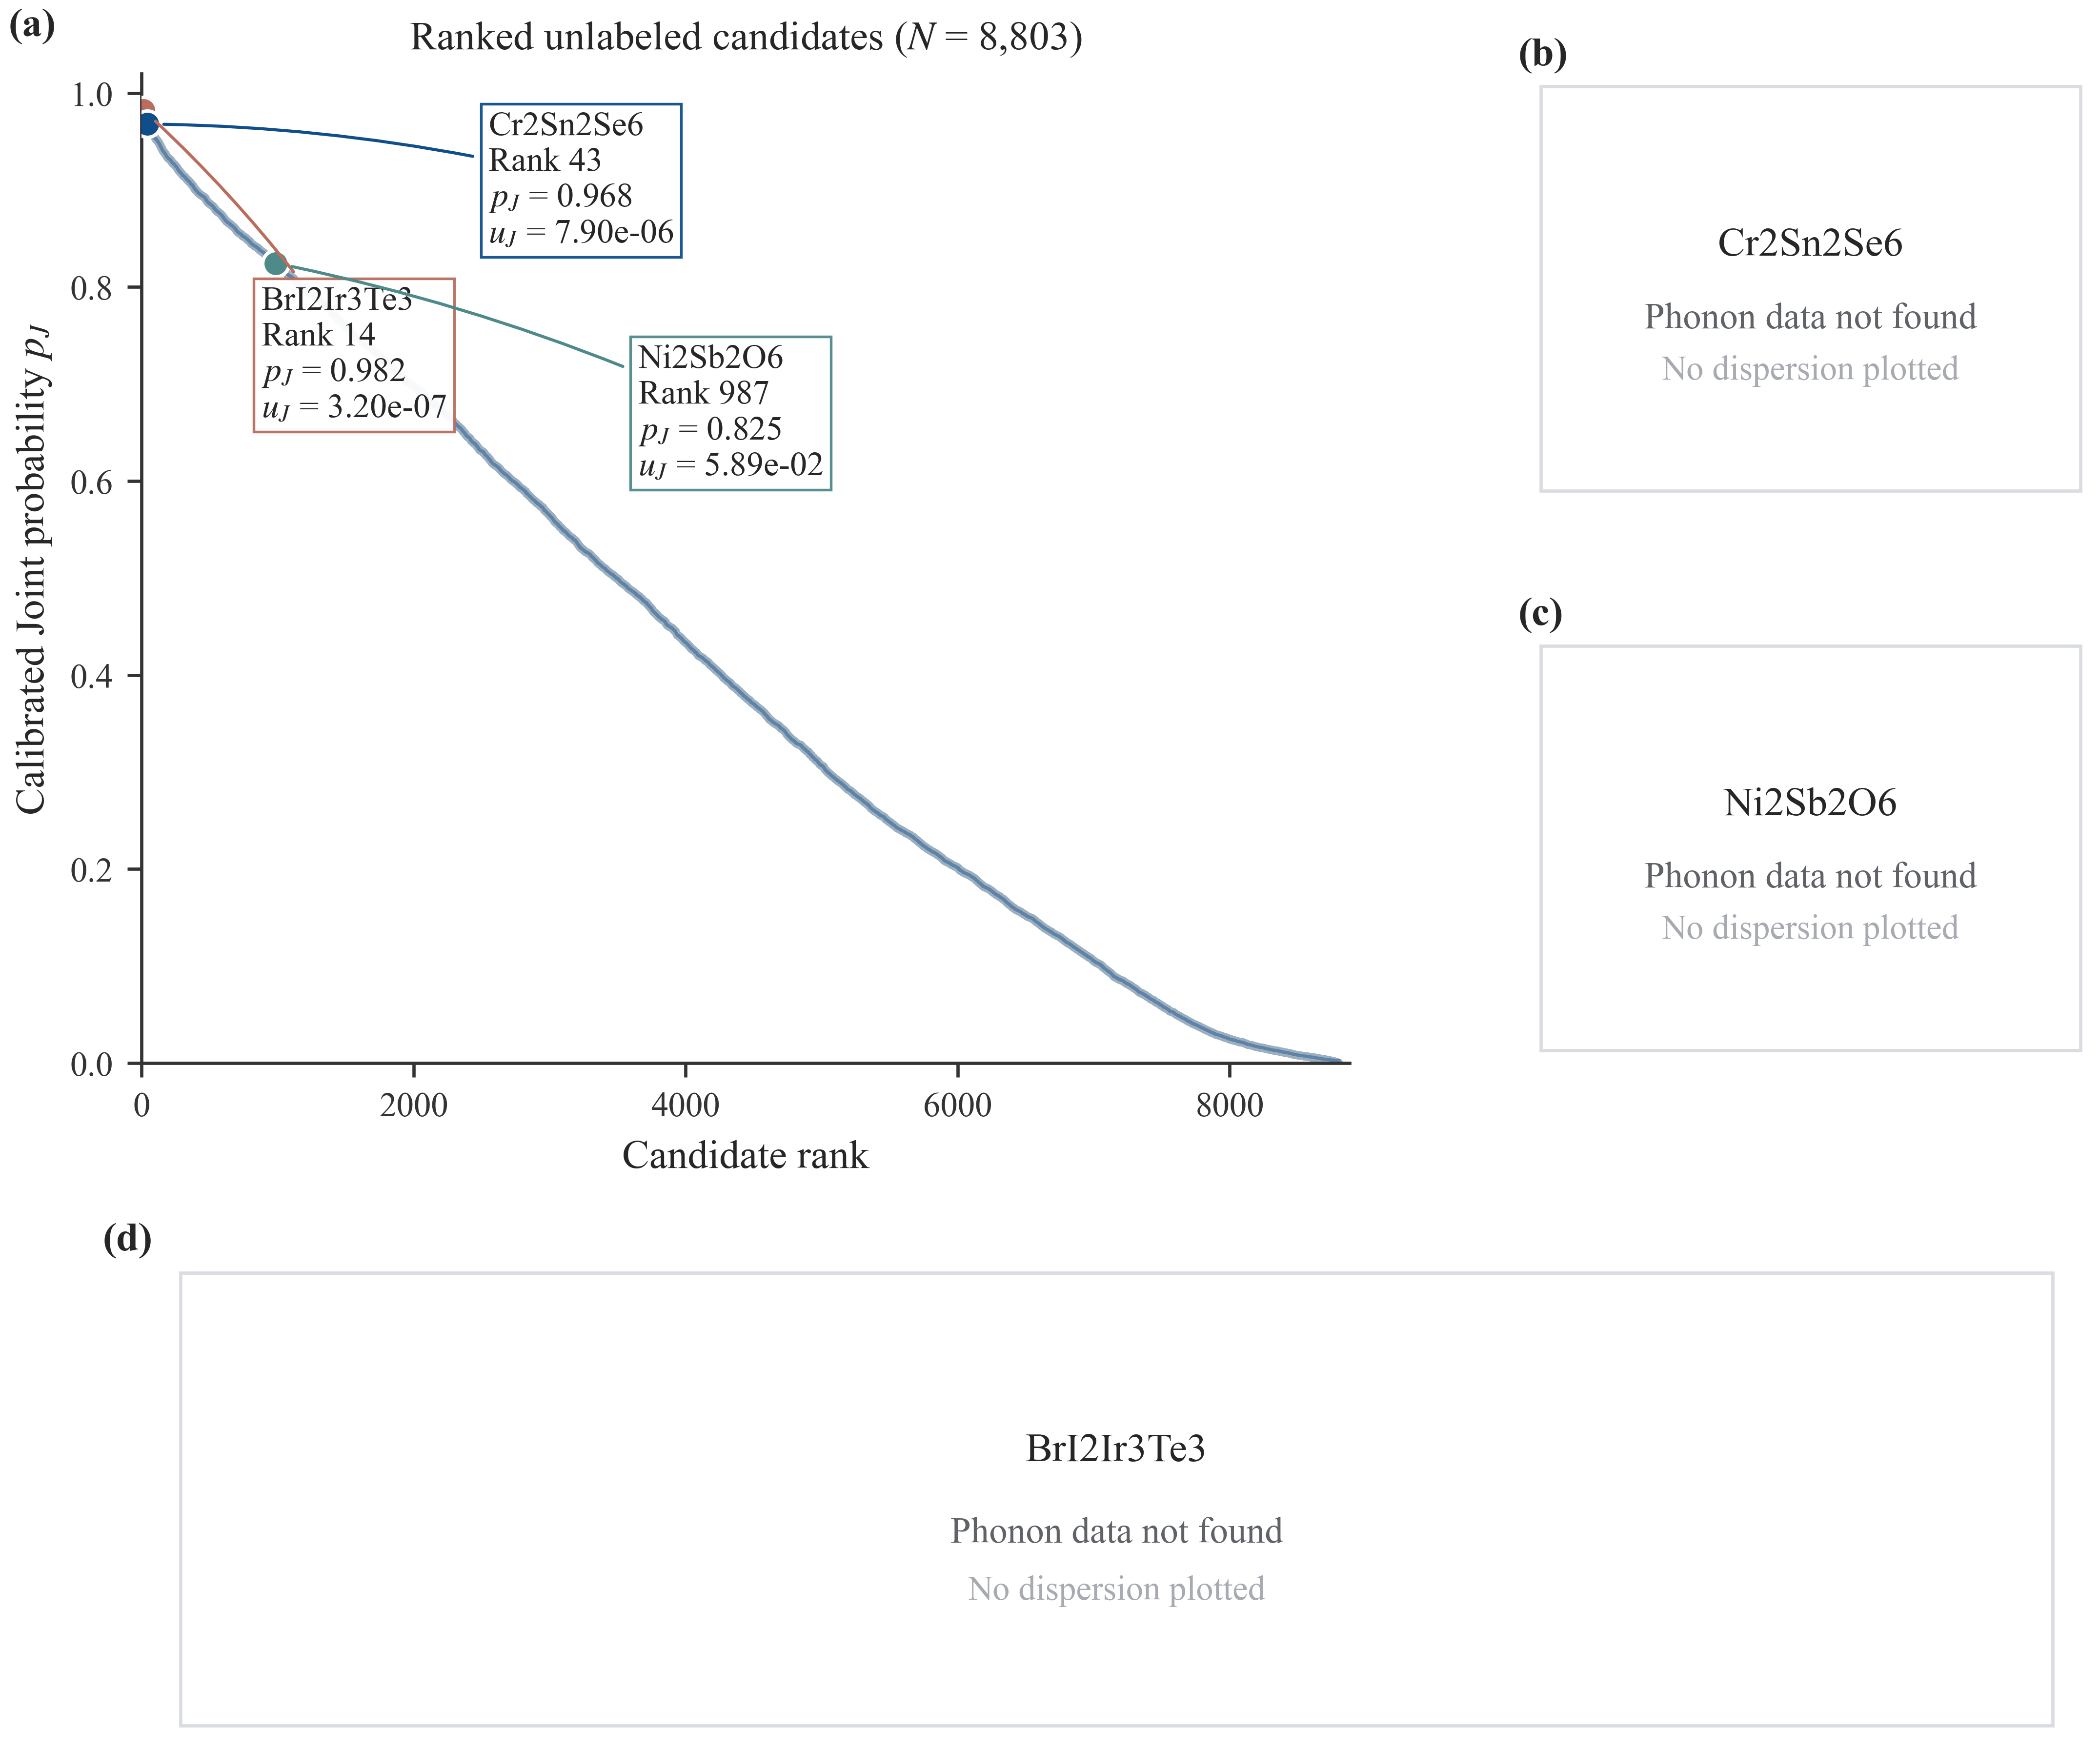 (a)
Ranked unlabeled candidates (N = 8,803)
Calibrated Joint probability pJ
1.0
0.8
0.6
0.4
0.2
0.0
Cr2Sn2Se6
Rank 43
pJ = 0.968
uJ = 7.90e-06
BrI2Ir3Te3
Rank 14
pJ = 0.982
uJ = 3.20e-07
Ni2Sb2O6
Rank 987
pJ = 0.825
uJ = 5.89e-02
0
2000
4000
6000
8000
Candidate rank
(b)
Cr2Sn2Se6
Phonon data not found
No dispersion plotted
(c)
Ni2Sb2O6
Phonon data not found
No dispersion plotted
(d)
BrI2Ir3Te3
Phonon data not found
No dispersion plotted